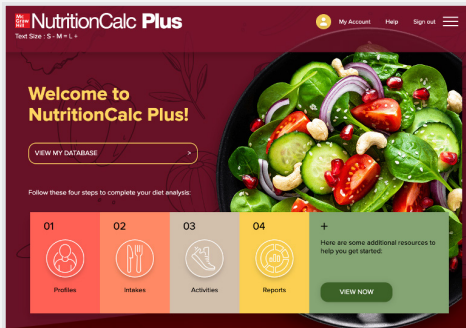 Mc
Graw
Hill
NutritionCalc Plus
Text Size : S - M = L +
My Account
Help
Sign out
Welcome to
NutritionCalc Plus!
VIEW MY DATABASE >
Follow these four steps to complete your diet analysis:
01
Profiles
02
Intakes
03
Activities
04
Reports
+
Here are some additional resources to
help you get started:
VIEW NOW